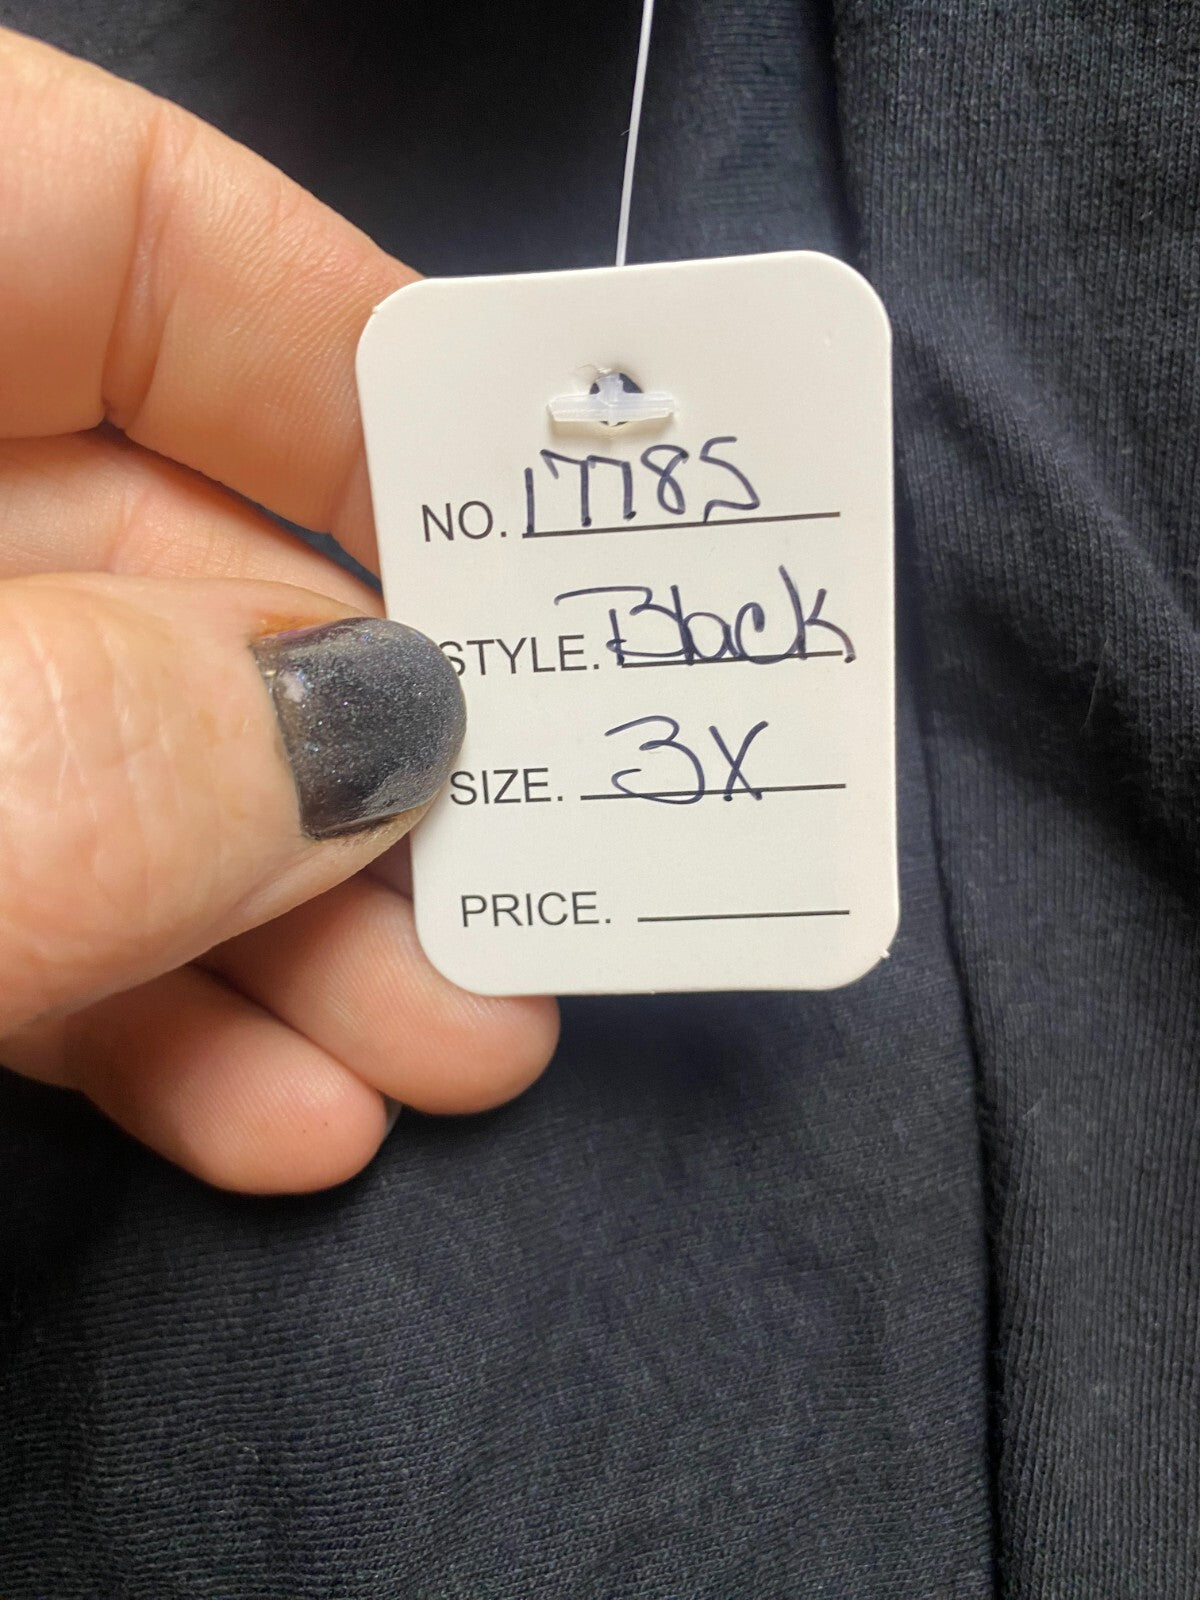 NO. 17785
STYLE. Black
SIZE. 3X
PRICE.